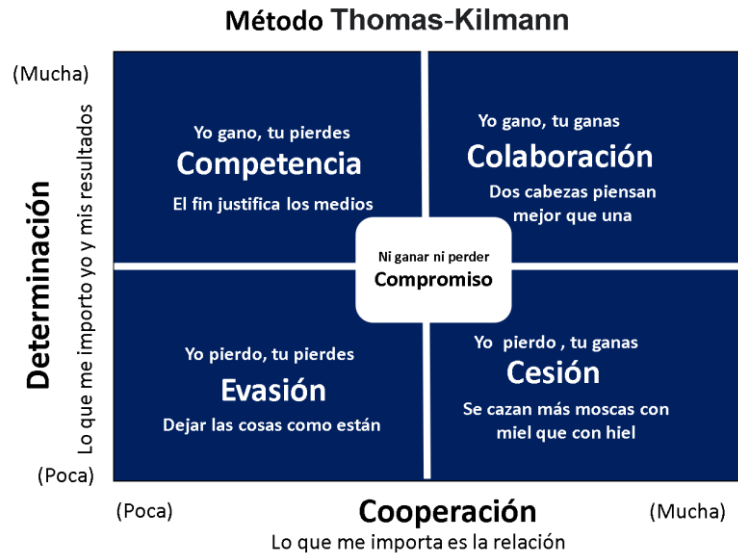 Método Thomas-Kilmann
(Mucha)
Determinación
Lo que me importo yo y mis resultados
(Poca)
Yo gano, tu pierdes
Competencia
El fin justifica los medios
Yo gano, tu ganas
Colaboración
Dos cabezas piensan
mejor que una
Ni ganar ni perder
Compromiso
Yo pierdo, tu pierdes
Evasión
Dejar las cosas como están
Yo pierdo , tu ganas
Cesión
Se cazan más moscas con
miel que con hiel
(Poca)
Cooperación
(Mucha)
Lo que me importa es la relación